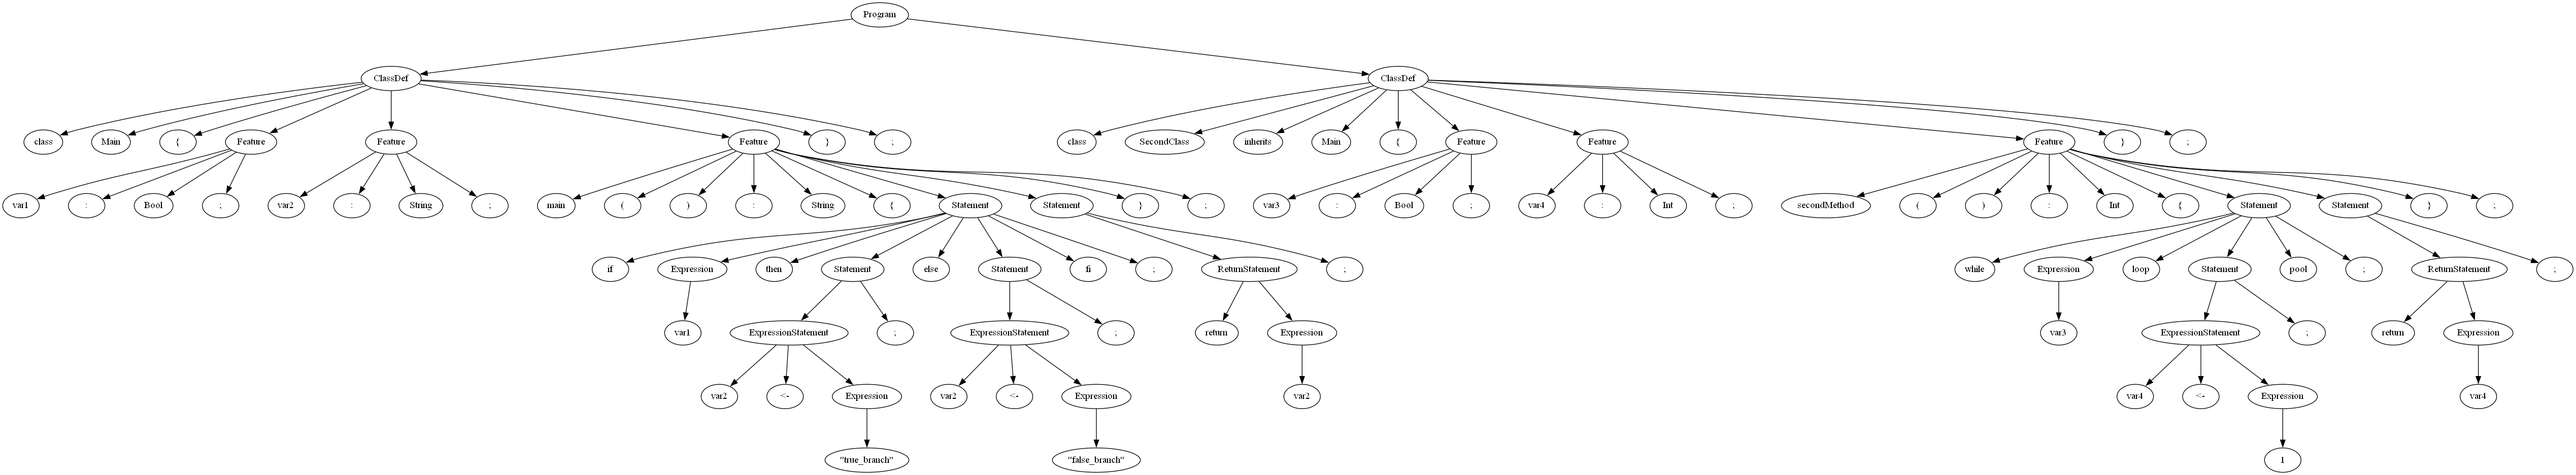 Program
ClassDef ClassDef
class Main { Feature Feature Feature } ; class SecondClass inherits Main { Feature Feature Feature } ;
var1 : Bool ; var2 : String ; main ( ) : String { Statement Statement } ; var3 : Bool ; var4 : Int ; secondMethod ( ) : Int { Statement Statement } ;
if Expression then Statement else Statement fi ; ReturnStatement ; while Expression loop Statement pool ; ReturnStatement ;
var1 ExpressionStatement ; ExpressionStatement ; return Expression var3 ExpressionStatement ; return Expression
var2 <- Expression var2 <- Expression var2 var4 <- Expression var4
"true_branch" "false_branch" 1